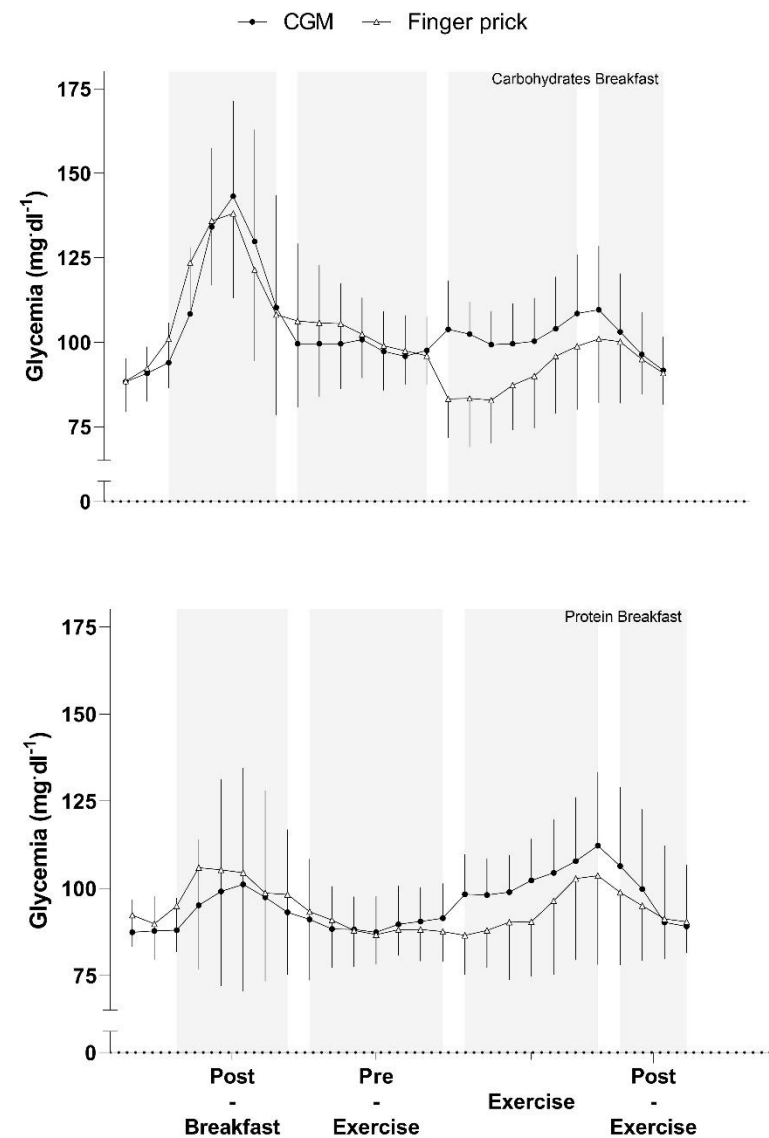 CGM Finger prick
Carbohydrates Breakfast
175
150
125
100
75
0
Glycemia (mg·dl-1)
Protein Breakfast
175
150
125
100
75
0
Glycemia (mg·dl-1)
Post
-
Breakfast
Pre
-
Exercise
Exercise
Post
-
Exercise